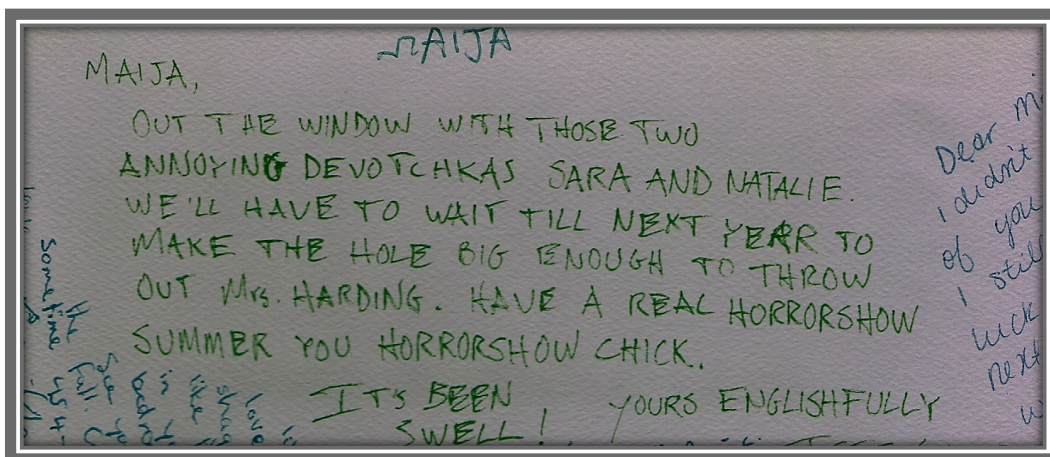 MAIJA
MAIJA,
OUT THE WINDOW WITH THOSE TWO
ANNOYING DEVOTCHKAS SARA AND NATALIE.
WE'LL HAVE TO WAIT TILL NEXT YEAR TO
MAKE THE HOLE BIG ENOUGH TO THROW
OUT Mrs. HARDING. HAVE A REAL HORRORSHOW
SUMMER YOU HORRORSHOW CHICK.
IT'S BEEN
SWELL!
YOURS ENGLISHFULLY
Dear
i didn't
of you
i still
luck
next
sometime